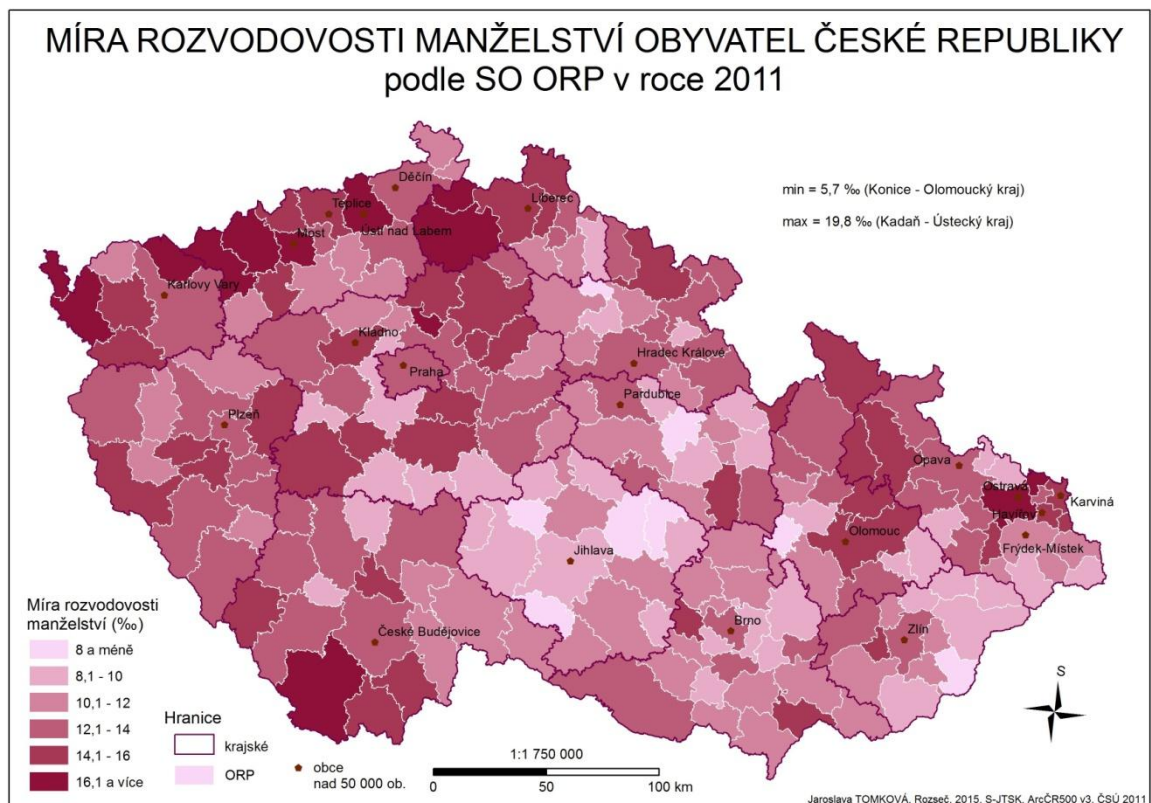 MÍRA ROZVODOVOSTI MANŽELSTVÍ OBYVATEL ČESKÉ REPUBLIKY
podle SO ORP v roce 2011
min = 5,7 ‰ (Konice - Olomoucký kraj)
max = 19,8 ‰ (Kadaň - Ústecký kraj)
Děčín
Teplice
Liberec
Ústí nad Labem
Most
Karlovy Vary
Kladno
Praha
Hradec Králové
Pardubice
Plzeň
Opava
Ostrava
Karviná
Havířov
Olomouc
Frýdek-Místek
Jihlava
Brno
Zlín
České Budějovice
Míra rozvodovosti
manželství (‰)
8 a méně
8,1 - 10
10,1 - 12
12,1 - 14
14,1 - 16
16,1 a více
Hranice
krajské
ORP
obce
nad 50 000 ob.
1:1 750 000
0
50
100 km
S
Jaroslava TOMKOVÁ, Rozseč, 2015, S-JTSK, ArcČR500 v3, ČSÚ 2011